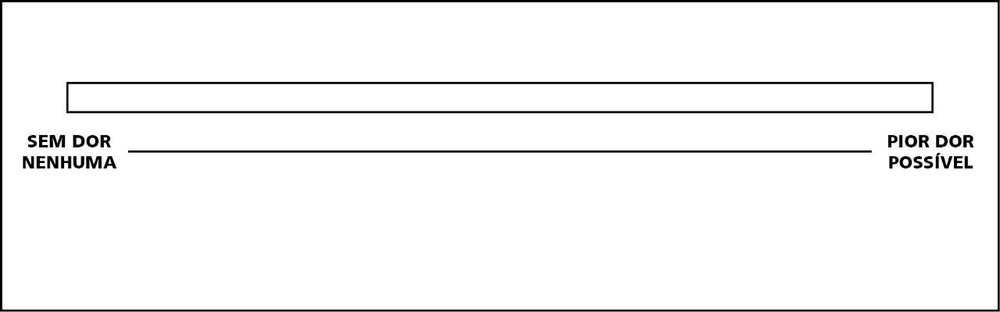 SEM DOR
NENHUMA
PIOR DOR
POSSÍVEL